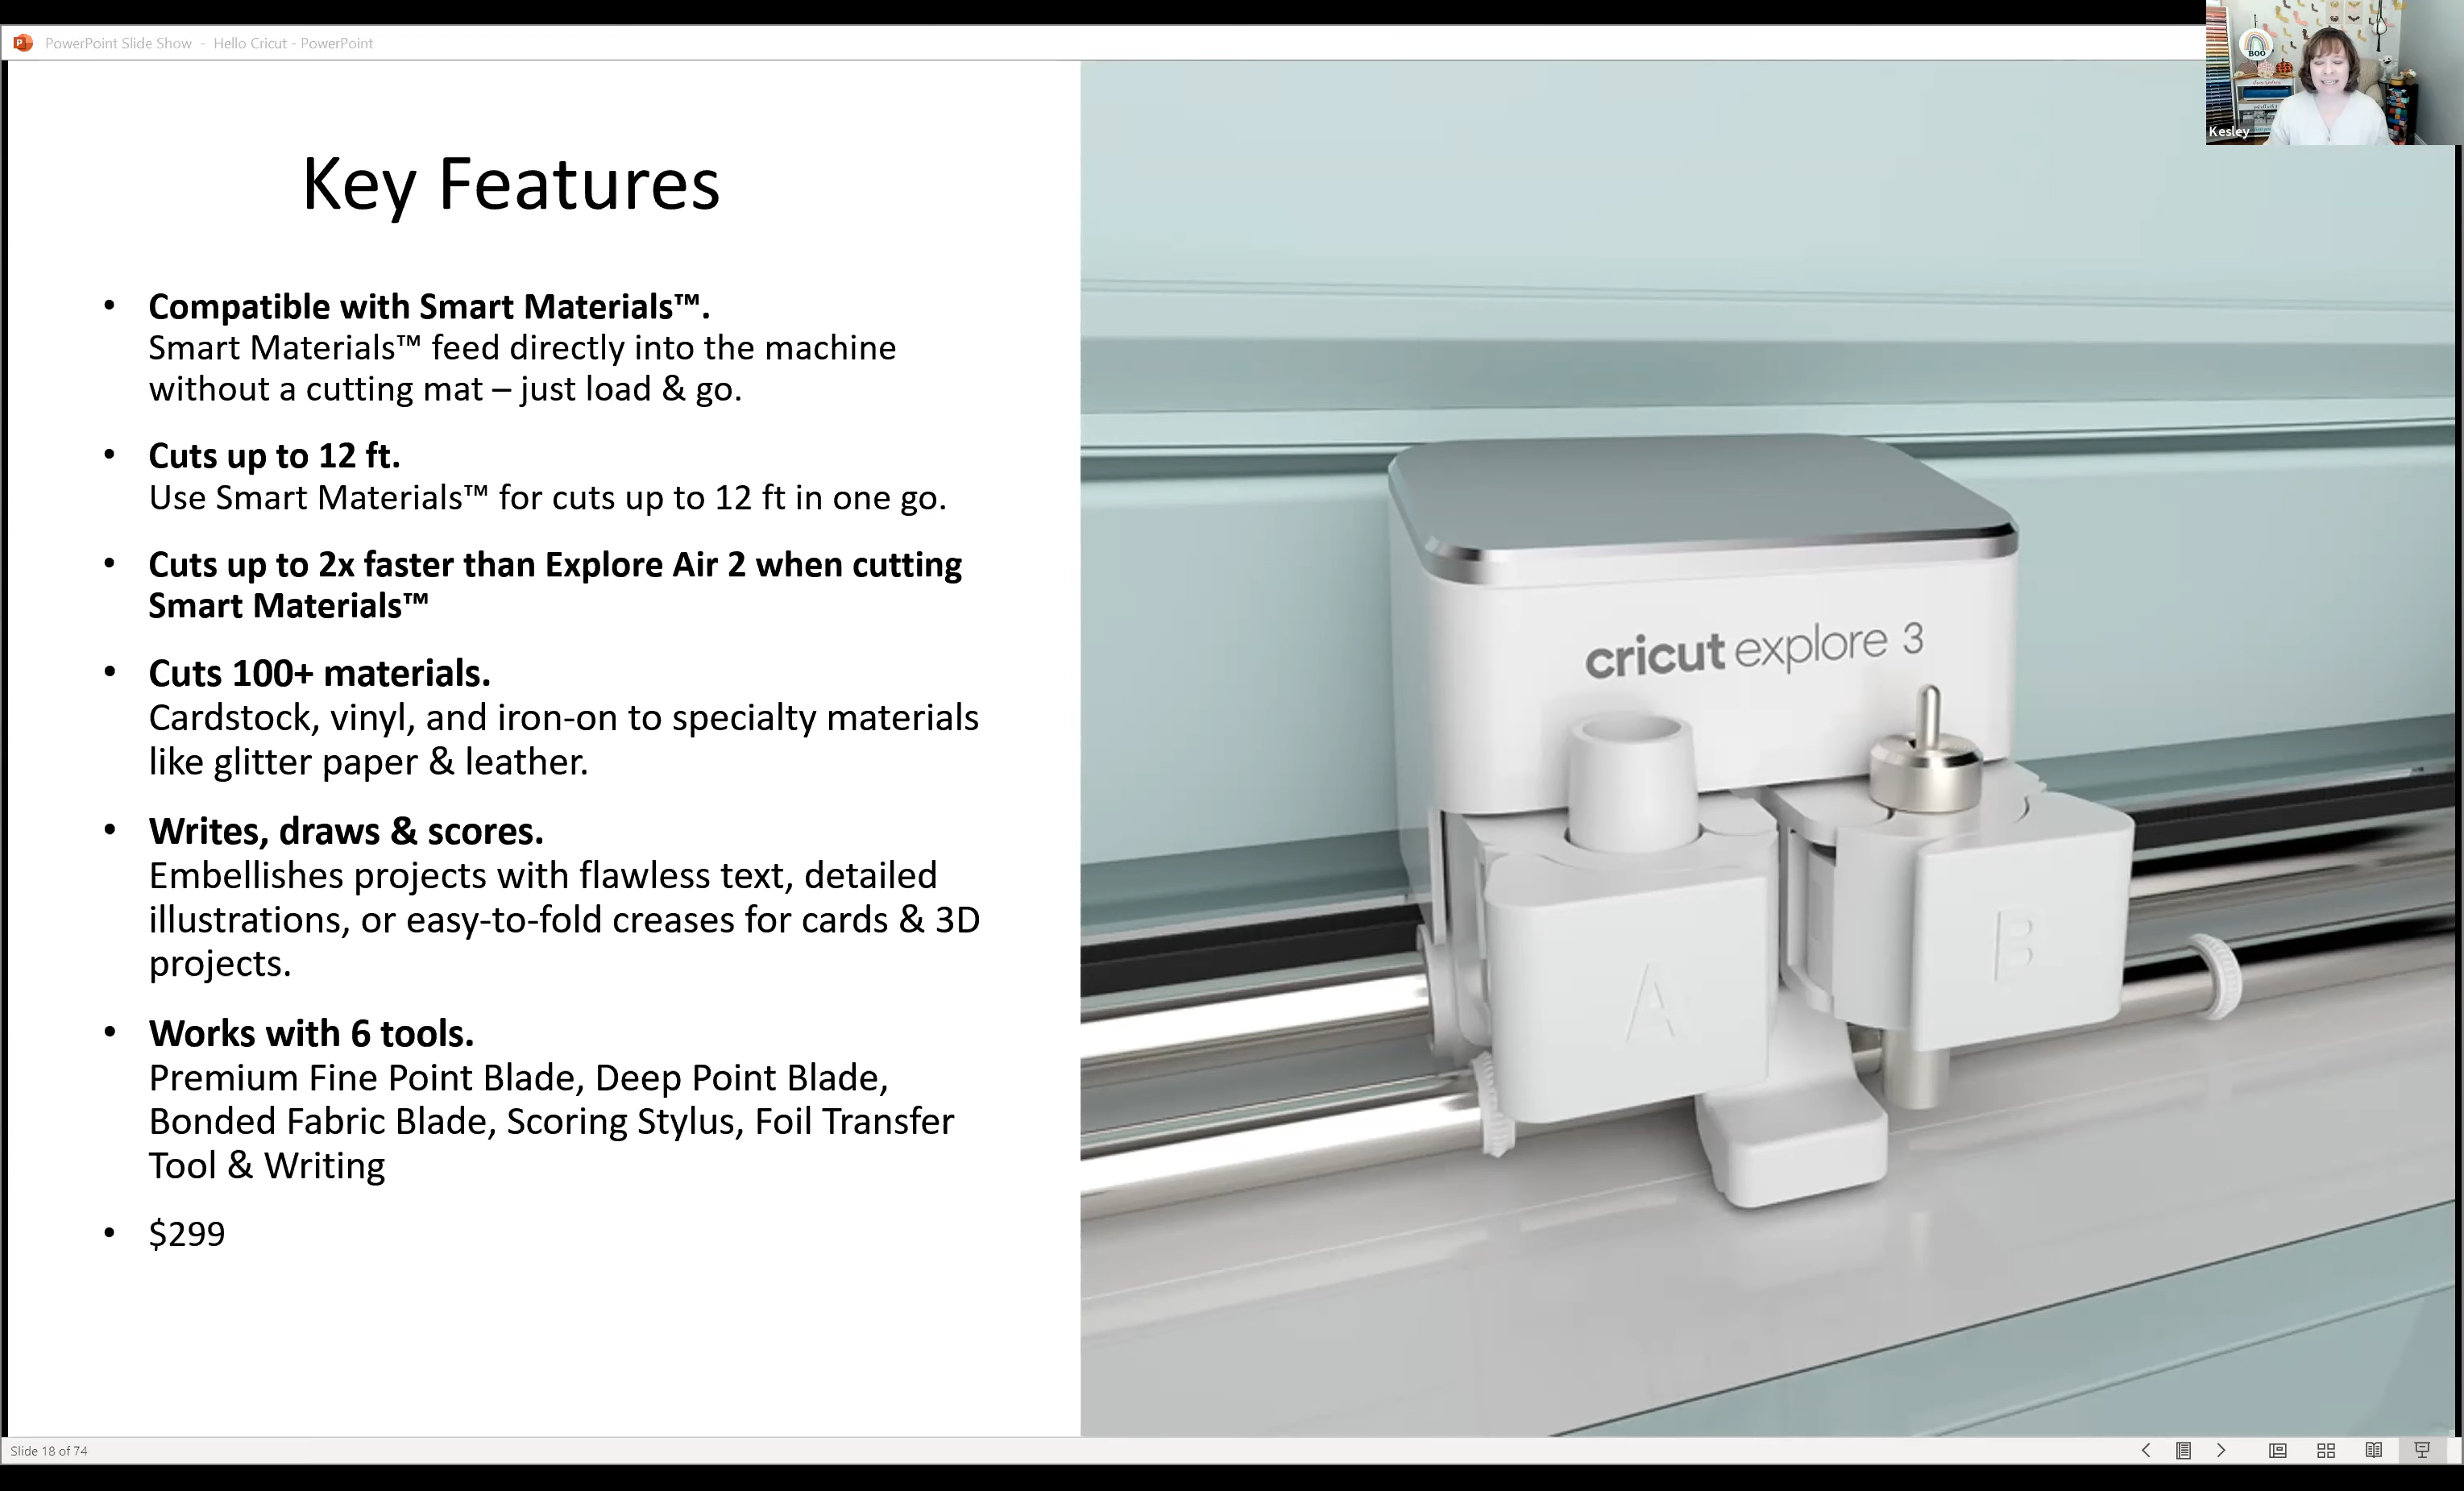 PowerPoint Slide Show - Hello Cricut - PowerPoint
BOO
Kesley
Key Features
• Compatible with Smart Materials™.
Smart Materials™ feed directly into the machine
without a cutting mat – just load & go.
• Cuts up to 12 ft.
Use Smart Materials™ for cuts up to 12 ft in one go.
• Cuts up to 2x faster than Explore Air 2 when cutting
Smart Materials™
• Cuts 100+ materials.
Cardstock, vinyl, and iron-on to specialty materials
like glitter paper & leather.
• Writes, draws & scores.
Embellishes projects with flawless text, detailed
illustrations, or easy-to-fold creases for cards & 3D
projects.
• Works with 6 tools.
Premium Fine Point Blade, Deep Point Blade,
Bonded Fabric Blade, Scoring Stylus, Foil Transfer
Tool & Writing
• $299
cricut explore 3
A
B
Slide 18 of 74